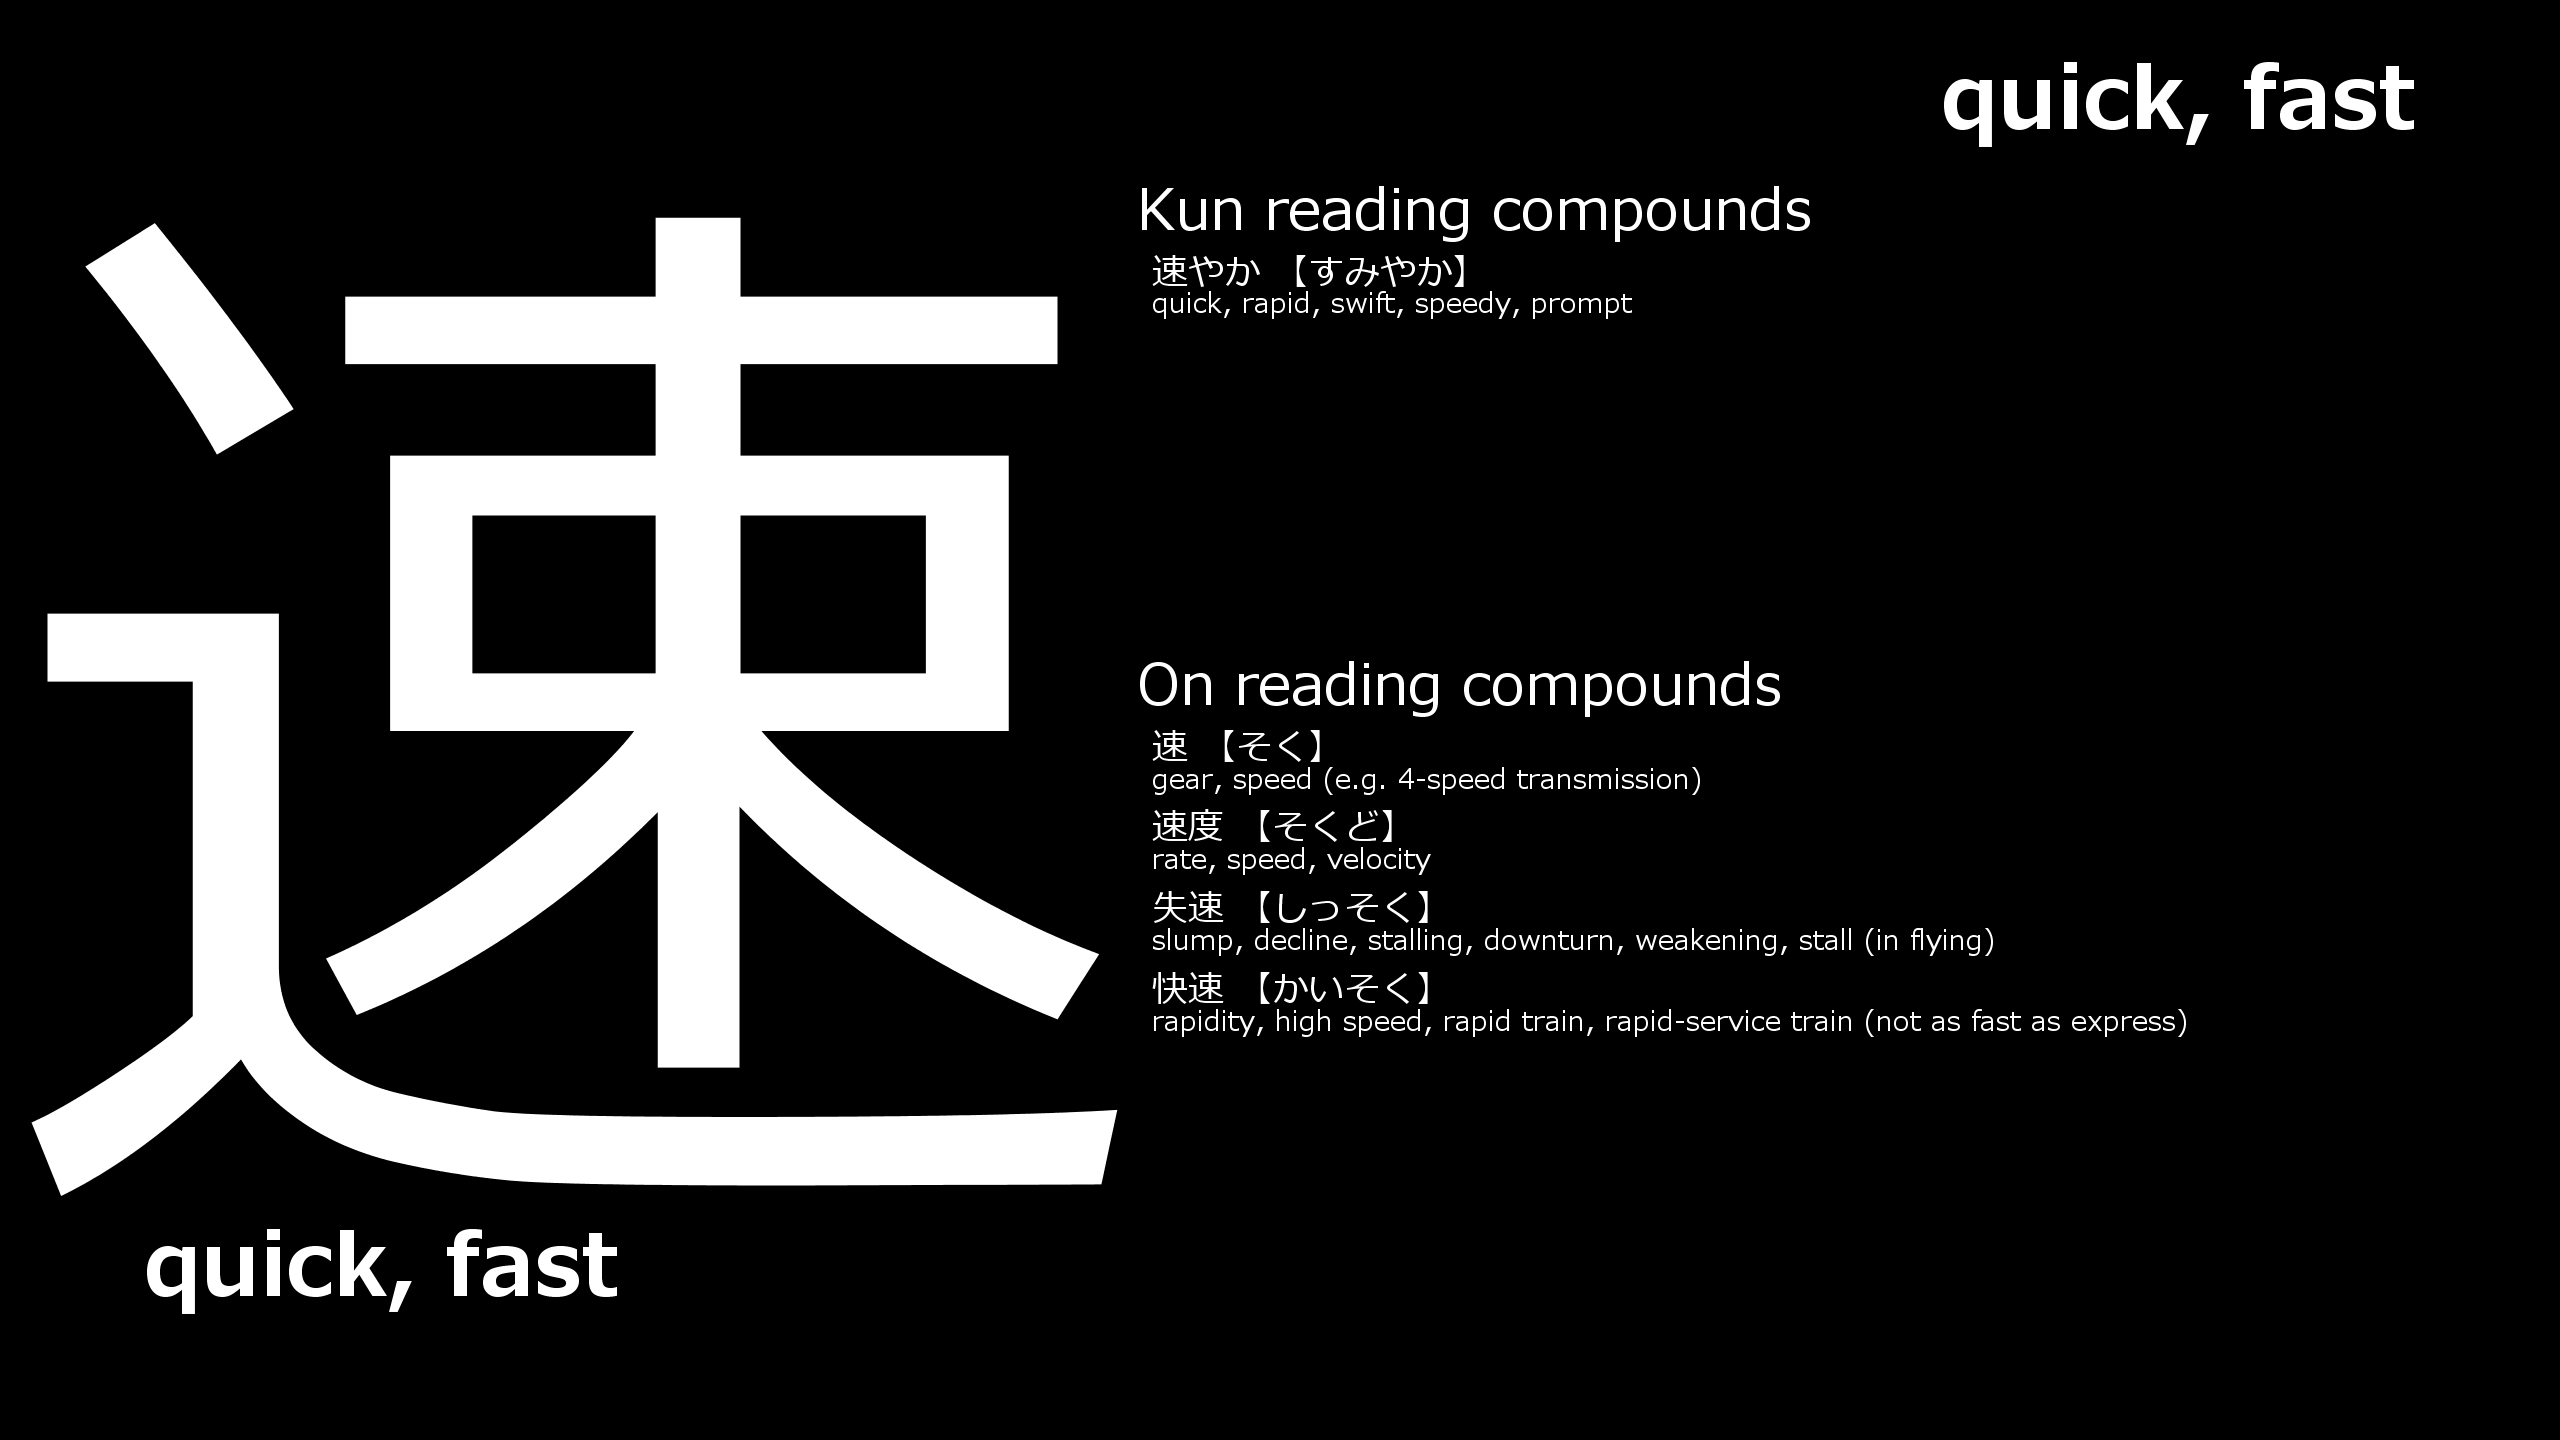 quick, fast
速
Kun reading compounds
速やか 【すみやか】
quick, rapid, swift, speedy, prompt
On reading compounds
速 【そく】
gear, speed (e.g. 4-speed transmission)
速度 【そくど】
rate, speed, velocity
失速 【しっそく】
slump, decline, stalling, downturn, weakening, stall (in flying)
快速 【かいそく】
rapidity, high speed, rapid train, rapid-service train (not as fast as express)
quick, fast